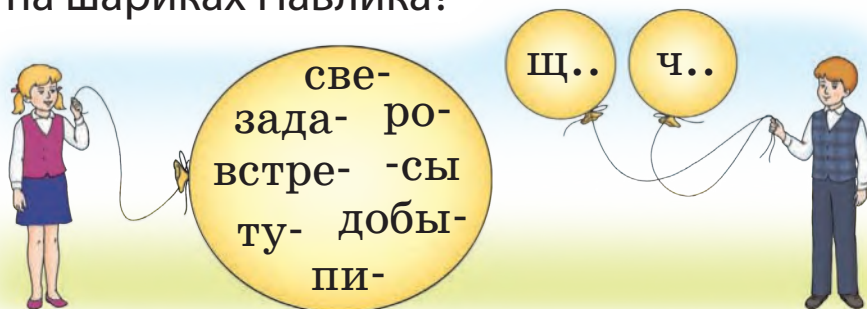 на шариках Павлика?
щ.. ч..
све-
зада- ро-
встре- -сы
ту- добы-
пи-